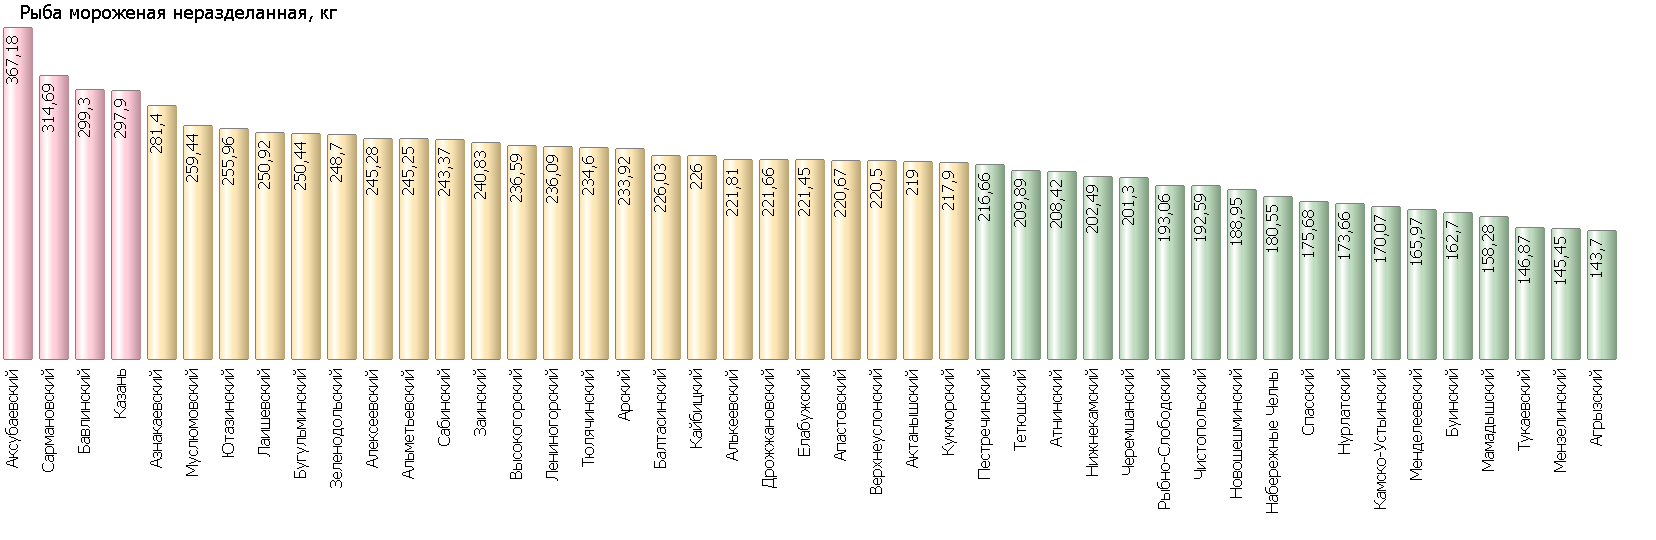 Рыба мороженая неразделанная, кг
367,18
314,69
299,3
297,9
281,4
259,44
255,96
250,92
250,44
248,7
245,28
245,25
243,37
240,83
236,59
236,09
234,6
233,92
226,03
226
221,81
221,66
221,45
220,67
220,5
219
217,9
216,66
209,89
208,42
202,49
201,3
193,06
192,59
188,95
180,55
175,68
173,66
170,07
165,97
162,7
158,28
146,87
145,45
143,7
Аксубаевский
Сармановский
Бавлинский
Казань
Азнакаевский
Муслюмовский
Ютазинский
Лаишевский
Бугульминский
Зеленодольский
Алексеевский
Альметьевский
Сабинский
Заинский
Высокогорский
Лениногорский
Тюлячинский
Арский
Балтасинский
Кайбицкий
Алькеевский
Дрожжановский
Елабужский
Апастовский
Верхнеуслонский
Актанышский
Кукморский
Пестречинский
Тетюшский
Атнинский
Нижнекамский
Черемшанский
Рыбно-Слободский
Чистопольский
Новошешминский
Набережные Челны
Спасский
Нурлатский
Камско-Устьинский
Менделеевский
Буинский
Мамадышский
Тукаевский
Мензелинский
Агрызский